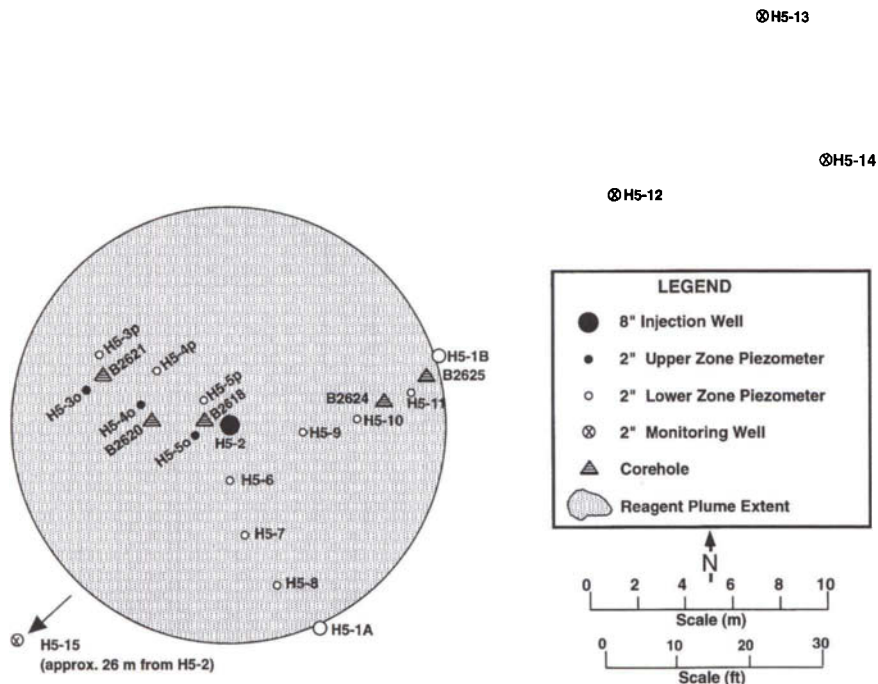 H5-13
H5-14
H5-12
H5-3p
B2621
H5-4p
H5-3o
H5-4o
B2620
H5-5p
B2618
H5-5o
H5-2
H5-1B
B2625
B2624
H5-11
H5-10
H5-9
H5-6
H5-7
H5-8
H5-1A
H5-15
(approx. 26 m from H5-2)
LEGEND
8" Injection Well
2" Upper Zone Piezometer
2" Lower Zone Piezometer
2" Monitoring Well
Corehole
Reagent Plume Extent
N
0 2 4 6 8 10
Scale (m)
0 10 20 30
Scale (ft)